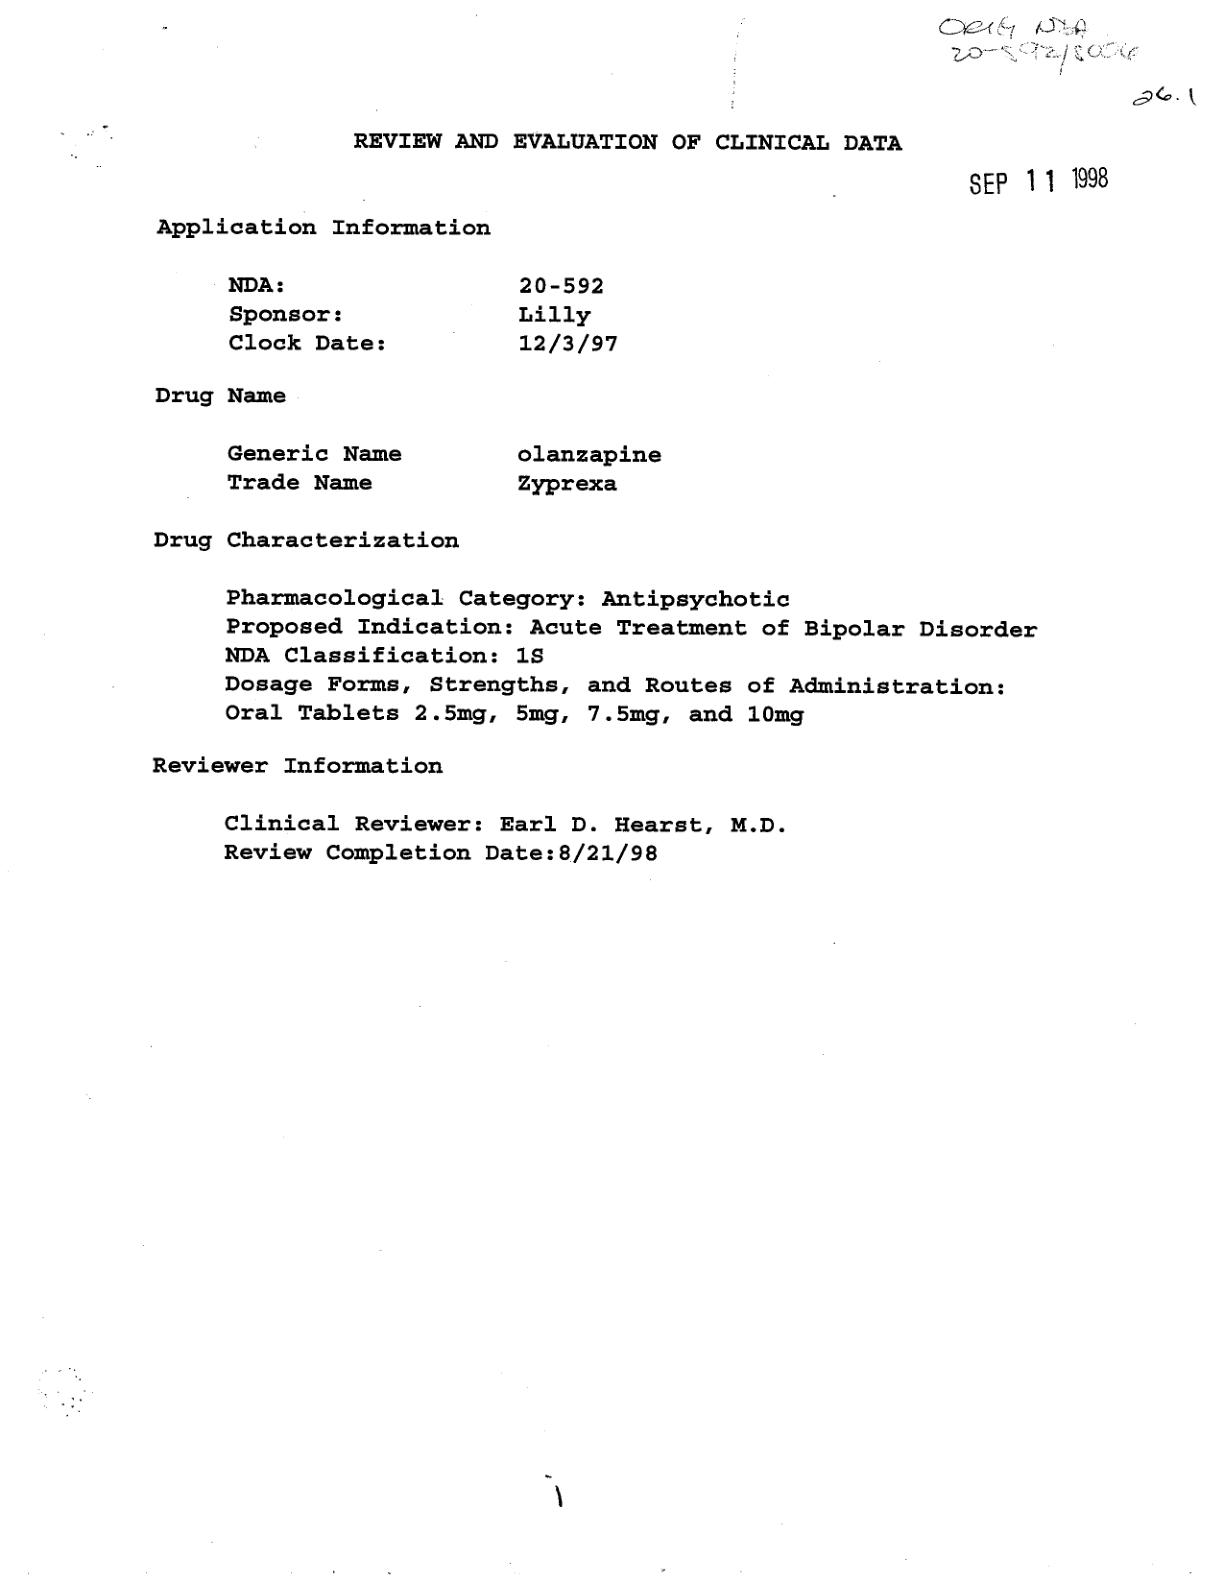 Orig NDA
20-592/S006
26.1
REVIEW AND EVALUATION OF CLINICAL DATA
SEP 11 1998
Application Information
NDA: 20-592
Sponsor: Lilly
Clock Date: 12/3/97
Drug Name
Generic Name olanzapine
Trade Name Zyprexa
Drug Characterization
Pharmacological Category: Antipsychotic
Proposed Indication: Acute Treatment of Bipolar Disorder
NDA Classification: 1S
Dosage Forms, Strengths, and Routes of Administration:
Oral Tablets 2.5mg, 5mg, 7.5mg, and 10mg
Reviewer Information
Clinical Reviewer: Earl D. Hearst, M.D.
Review Completion Date:8/21/98
1